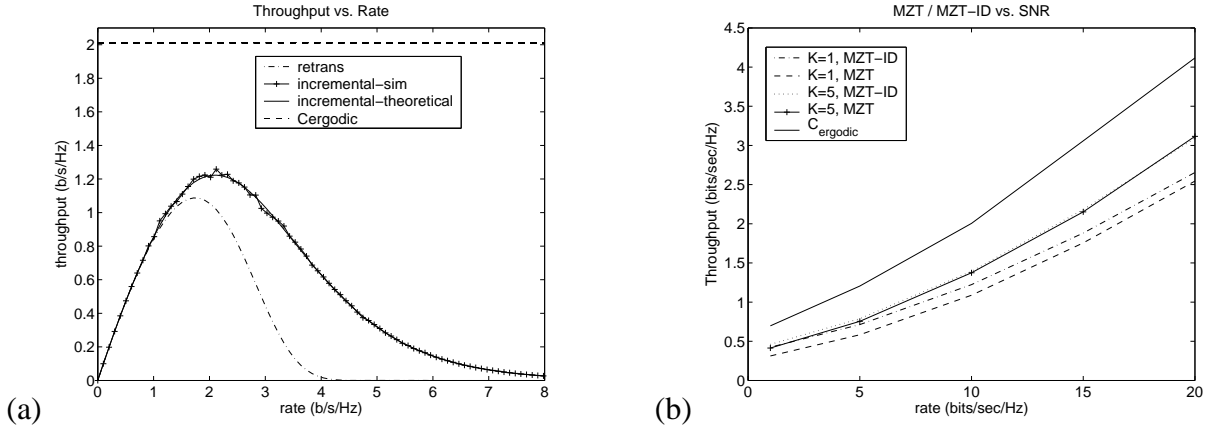 Throughput vs. Rate
2
1.8
1.6
1.4
1.2
1
0.8
0.6
0.4
0.2
0
throughput (b/s/Hz)
retrans
incremental−sim
incremental−theoretical
Cergodic
0 1 2 3 4 5 6 7 8
rate (b/s/Hz)
(a)
MZT / MZT−ID vs. SNR
4.5
4
3.5
3
2.5
2
1.5
1
0.5
0
Throughput (bits/sec/Hz)
K=1, MZT−ID
K=1, MZT
K=5, MZT−ID
K=5, MZT
Cergodic
0 5 10 15 20
rate (bits/sec/Hz)
(b)